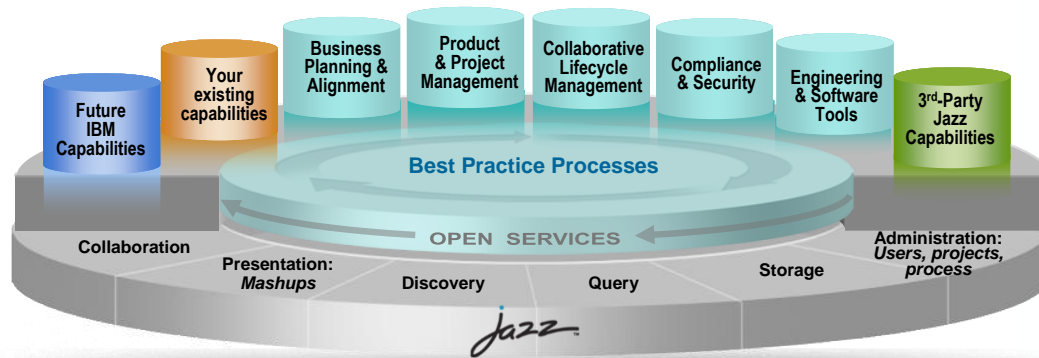 Future
IBM
Capabilities
Your
existing
capabilities
Business
Planning &
Alignment
Product
& Project
Management
Collaborative
Lifecycle
Management
Compliance
& Security
Engineering
& Software
Tools
3rd-Party
Jazz
Capabilities
Best Practice Processes
OPEN SERVICES
Collaboration
Presentation:
Mashups
Discovery
Query
Storage
Administration:
Users, projects,
process
jazz™